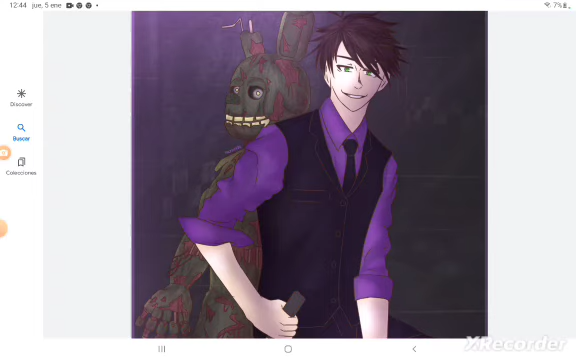 12:44 jue, 5 ene
7%
Discover
Buscar
Colecciones
XRecorder